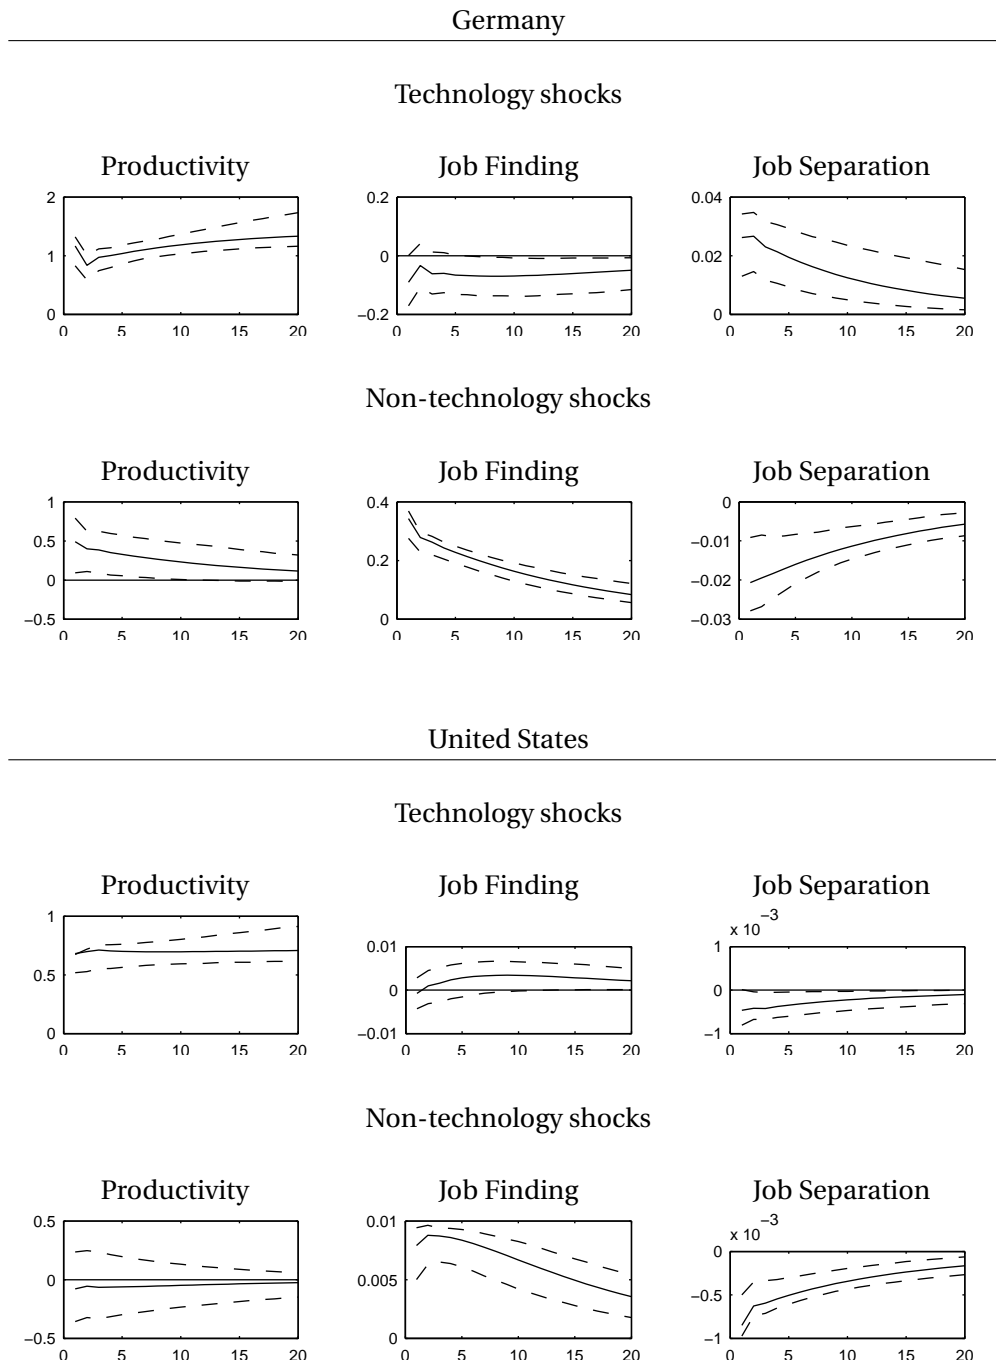 Germany
Technology shocks
Productivity Job Finding Job Separation
2
1
0
0 5 10 15 20
0.2
0
−0.2
0 5 10 15 20
0.04
0.02
0
0 5 10 15 20
Non-technology shocks
Productivity Job Finding Job Separation
1
0.5
0
−0.5
0 5 10 15 20
0.4
0.2
0
0 5 10 15 20
0
−0.01
−0.02
−0.03
0 5 10 15 20
United States
Technology shocks
Productivity Job Finding Job Separation
1
0.5
0
0 5 10 15 20
0.01
0
−0.01
0 5 10 15 20
x 10−3
1
0
−1
0 5 10 15 20
Non-technology shocks
Productivity Job Finding Job Separation
0.5
0
−0.5
0 5 10 15 20
0.01
0.005
0
0 5 10 15 20
x 10−3
0
−0.5
−1
0 5 10 15 20